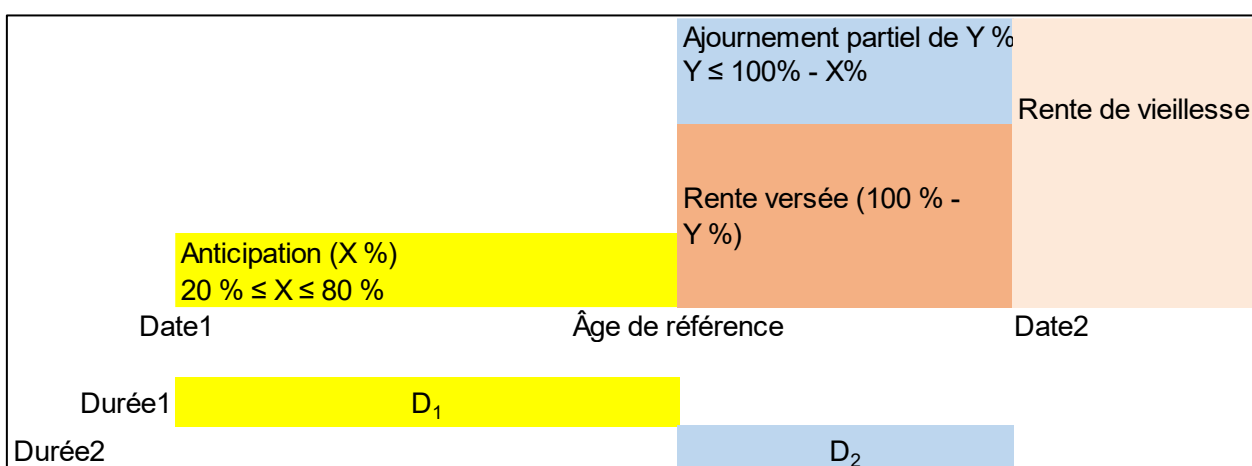 Ajournement partiel de Y %
Y ≤ 100% - X%
Rente de vieillesse
Rente versée (100 % -
Y %)
Anticipation (X %)
20 % ≤ X ≤ 80 %
Date1
Âge de référence
Date2
Durée1
D₁
Durée2
D₂